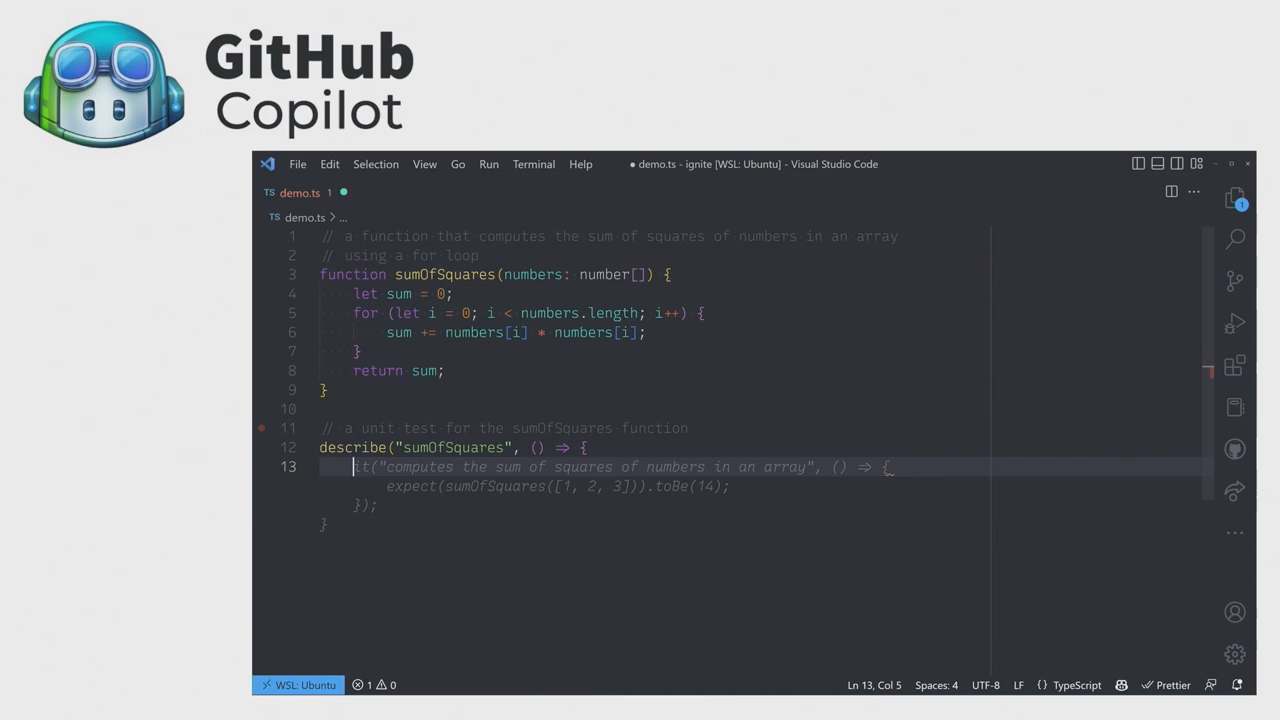 GitHub
Copilot
File Edit Selection View Go Run Terminal Help ● demo.ts - ignite [WSL: Ubuntu] - Visual Studio Code
TS demo.ts 1
TS demo.ts > ...
1
1 // a function that computes the sum of squares of numbers in an array
2 // using a for loop
3 function sumOfSquares(numbers: number[]) {
4 let sum = 0;
5 for (let i = 0; i < numbers.length; i++) {
6 sum += numbers[i] * numbers[i];
7 }
8 return sum;
9 }
10
11 // a unit test for the sumOfSquares function
12 describe("sumOfSquares", () => {
13 it("computes the sum of squares of numbers in an array", () => {
expect(sumOfSquares([1, 2, 3])).toBe(14);
});
}
WSL: Ubuntu 1 0 Ln 13, Col 5 Spaces: 4 UTF-8 LF {} TypeScript Prettier